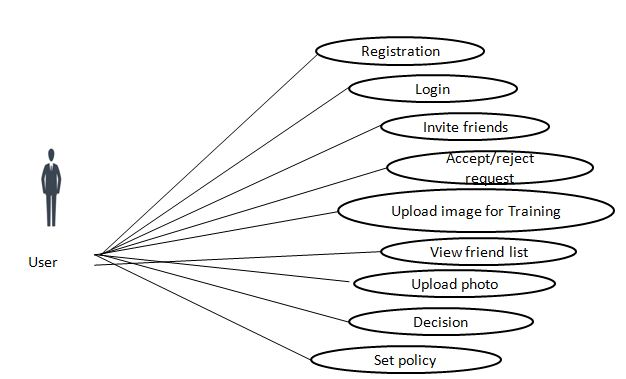 Registration
Login
Invite friends
Accept/reject
request
Upload image for Training
User
View friend list
Upload photo
Decision
Set policy